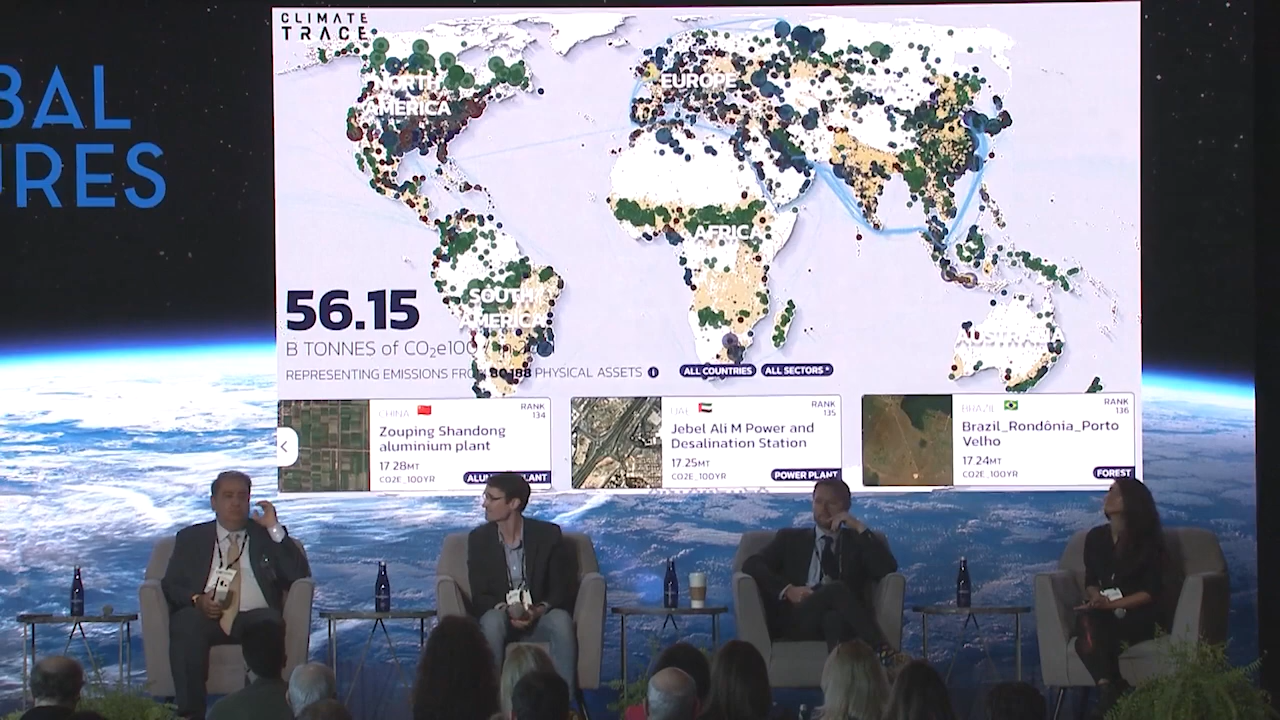 BAL
URES
CLIMATE
TRACE
NORTH
AMERICA
EUROPE
AFRICA
SOUTH
AMERICA
AUSTRALIA
56.15
B TONNES of CO₂e100
REPRESENTING EMISSIONS FROM PHYSICAL ASSETS
ALL COUNTRIES
ALL SECTORS *
CHINA
RANK
134
Zouping Shandong
aluminium plant
17 28MT
CO2E_100YR
ALUMINUM PLANT
UAE
RANK
135
Jebel Ali M Power and
Desalination Station
17 25MT
CO2E_100YR
POWER PLANT
BRAZIL
RANK
136
Brazil_Rondônia_Porto
Velho
17 24MT
CO2E_100YR
FOREST